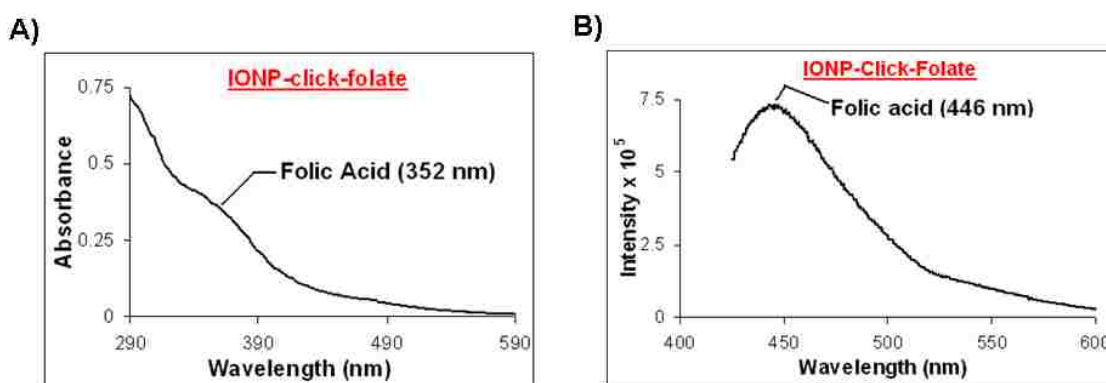 A)
IONP-click-folate
0.75
0.5
0.25
0
Absorbance
Folic Acid (352 nm)
290 390 490 590
Wavelength (nm)
B)
IONP-Click-Folate
7.5
5
2.5
0
Intensity x 10⁵
Folic acid (446 nm)
400 450 500 550 600
Wavelength (nm)